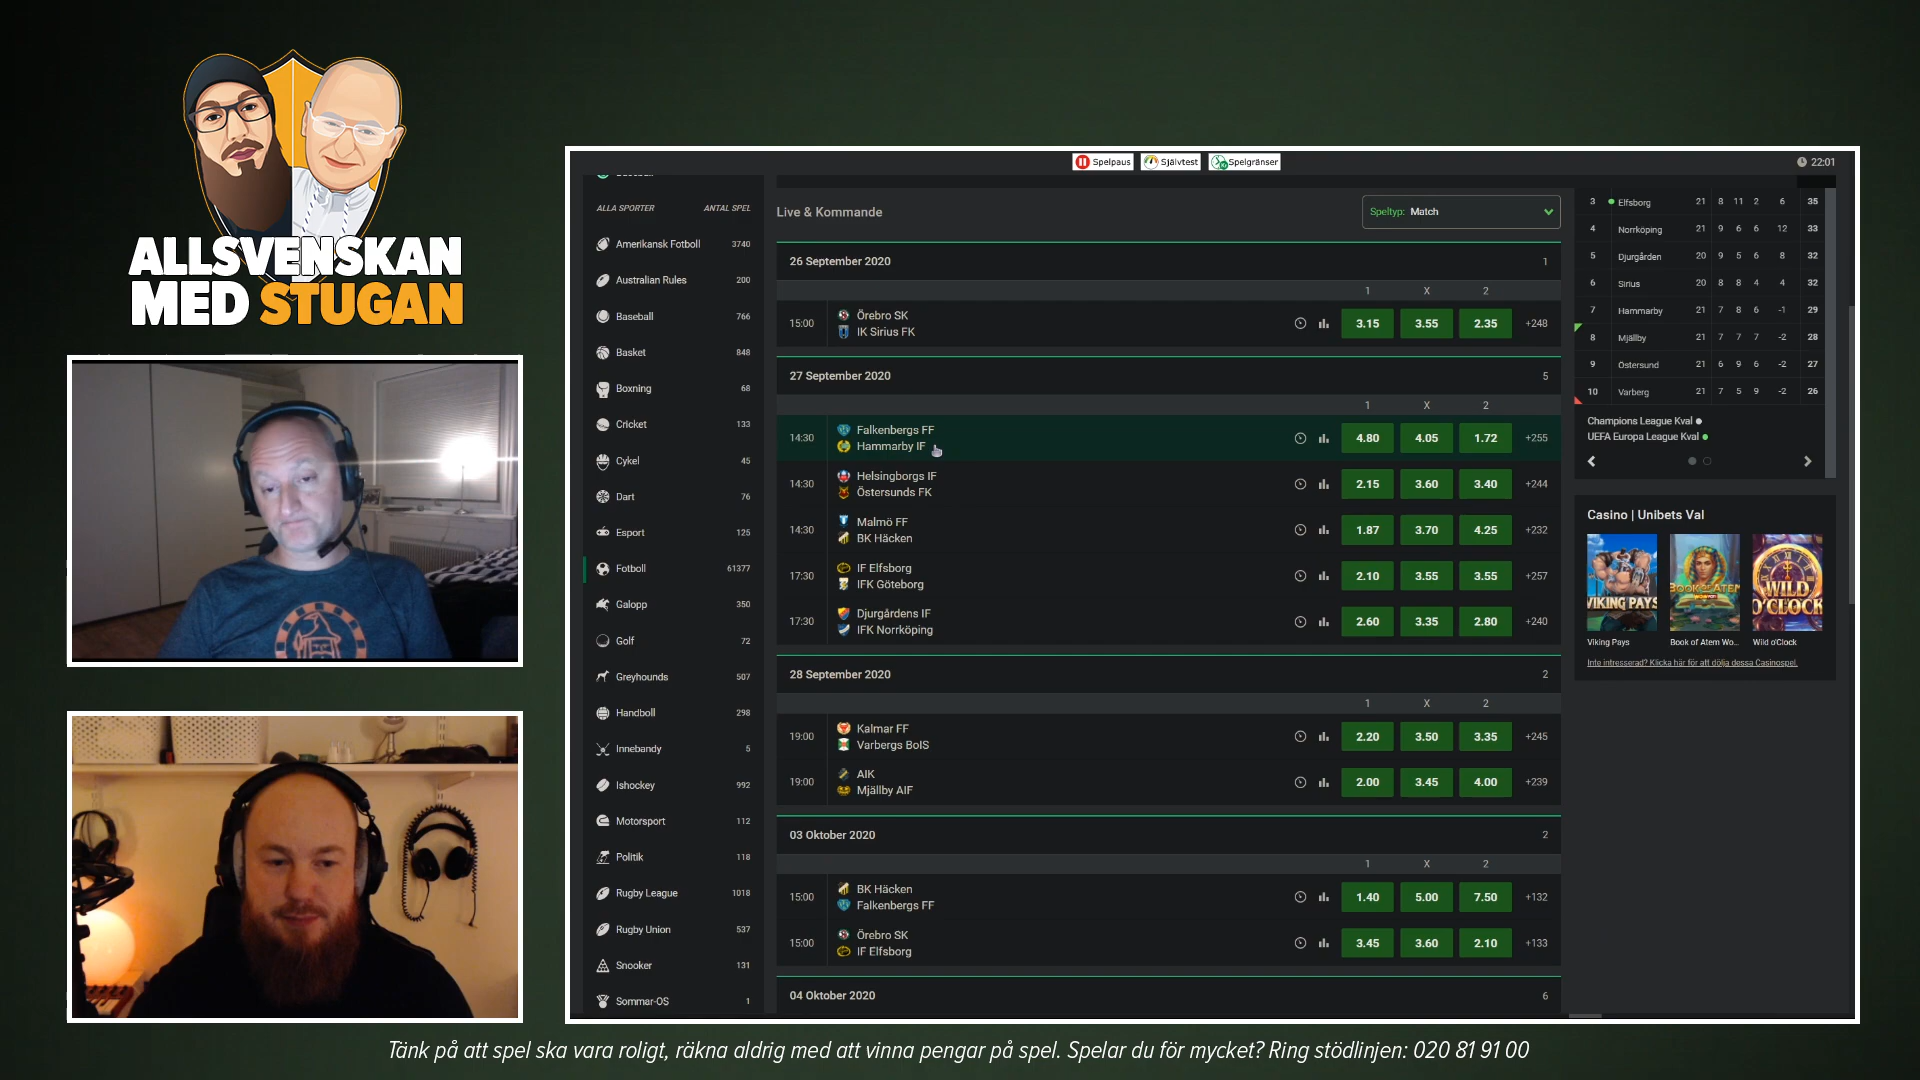 ALLSVENSKAN
MED STUGAN
Spelpaus Självtest Spelgränser
22:01
ALLA SPORTER ANTAL SPEL
Amerikansk Fotboll 3740
Australian Rules 200
Baseball 766
Basket 848
Boxning 68
Cricket 133
Cykel 45
Dart 76
Esport 125
Fotboll 61377
Galopp 350
Golf 72
Greyhounds 507
Handboll 298
Innebandy 5
Ishockey 992
Motorsport 112
Politik 118
Rugby League 1018
Rugby Union 537
Snooker 131
Sommar-OS 1
Live & Kommande
Speltyp: Match
26 September 2020 1
1 X 2
15:00 Örebro SK 3.15 3.55 2.35 +248
IK Sirius FK
27 September 2020 5
1 X 2
14:30 Falkenbergs FF 4.80 4.05 1.72 +255
Hammarby IF
14:30 Helsingborgs IF 2.15 3.60 3.40 +244
Östersunds FK
14:30 Malmö FF 1.87 3.70 4.25 +232
BK Häcken
17:30 IF Elfsborg 2.10 3.55 3.55 +257
IFK Göteborg
17:30 Djurgårdens IF 2.60 3.35 2.80 +240
IFK Norrköping
28 September 2020 2
1 X 2
19:00 Kalmar FF 2.20 3.50 3.35 +245
Varbergs BoIS
19:00 AIK 2.00 3.45 4.00 +239
Mjällby AIF
03 Oktober 2020 2
1 X 2
15:00 BK Häcken 1.40 5.00 7.50 +132
Falkenbergs FF
15:00 Örebro SK 3.45 3.60 2.10 +133
IF Elfsborg
04 Oktober 2020 6
3 Elfsborg 21 8 11 2 6 35
4 Norrköping 21 9 6 6 12 33
5 Djurgården 20 9 5 6 8 32
6 Sirius 20 8 8 4 4 32
7 Hammarby 21 7 8 6 -1 29
8 Mjällby 21 7 7 7 -2 28
9 Östersund 21 6 9 6 -2 27
10 Varberg 21 7 5 9 -2 26
Champions League Kval
UEFA Europa League Kval
Casino | Unibets Val
VIKING PAYS
BOOK OF ATEM
WILD O'CLOCK
Viking Pays Book of Atem Wo... Wild o'Clock
Inte intresserad? Klicka här för att dölja dessa Casinospel.
Tänk på att spel ska vara roligt, räkna aldrig med att vinna pengar på spel. Spelar du för mycket? Ring stödlinjen: 020 81 91 00